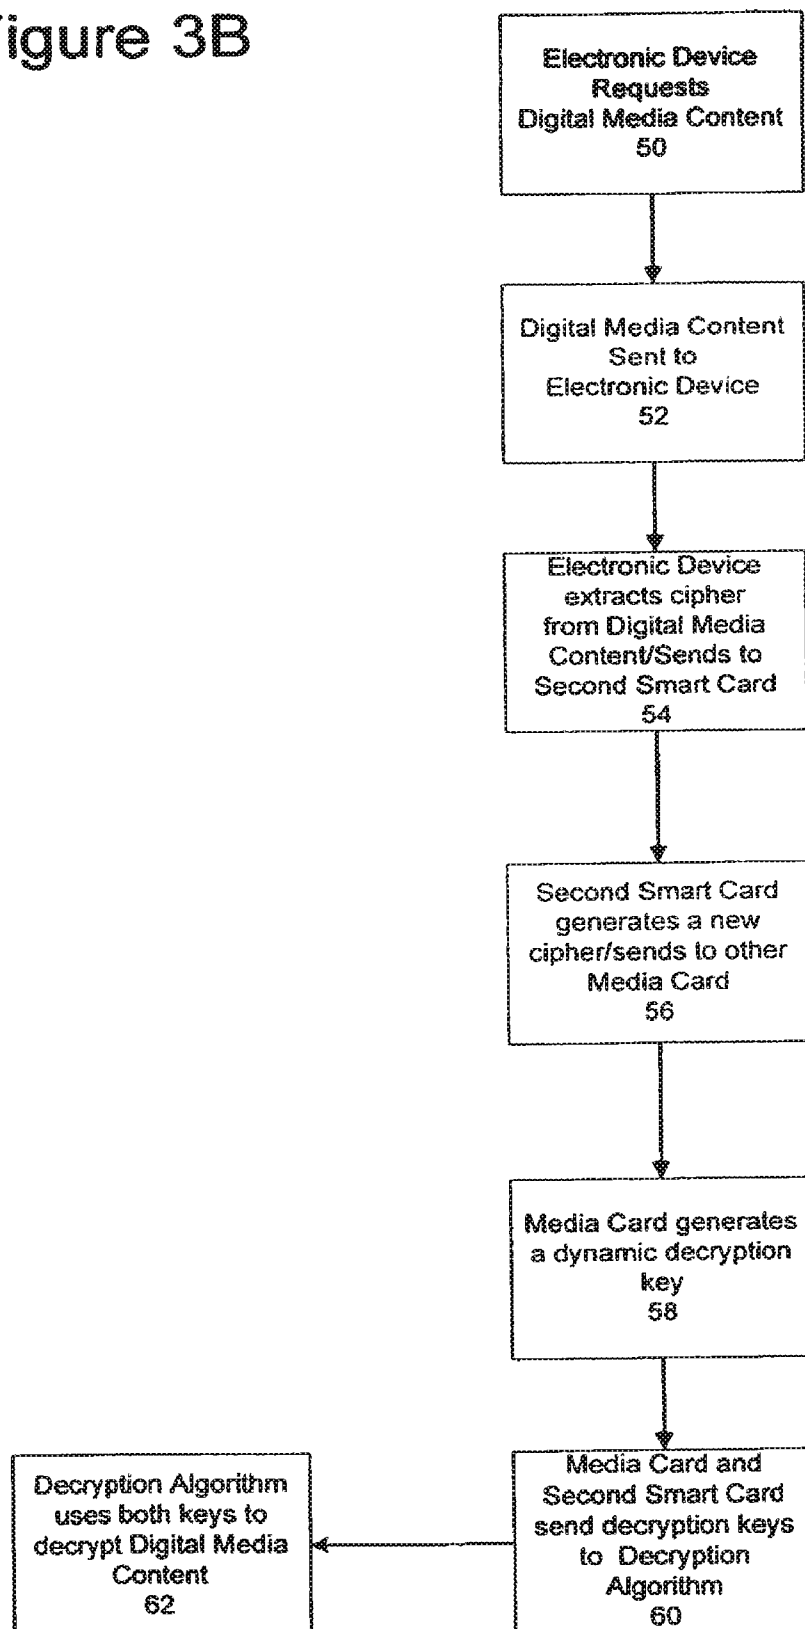 igure 3B
Electronic Device
Requests
Digital Media Content
50
Digital Media Content
Sent to
Electronic Device
52
Electronic Device
extracts cipher
from Digital Media
Content/Sends to
Second Smart Card
54
Second Smart Card
generates a new
cipher/sends to other
Media Card
56
Media Card generates
a dynamic decryption
key
58
Media Card and
Second Smart Card
send decryption keys
to Decryption
Algorithm
60
Decryption Algorithm
uses both keys to
decrypt Digital Media
Content
62